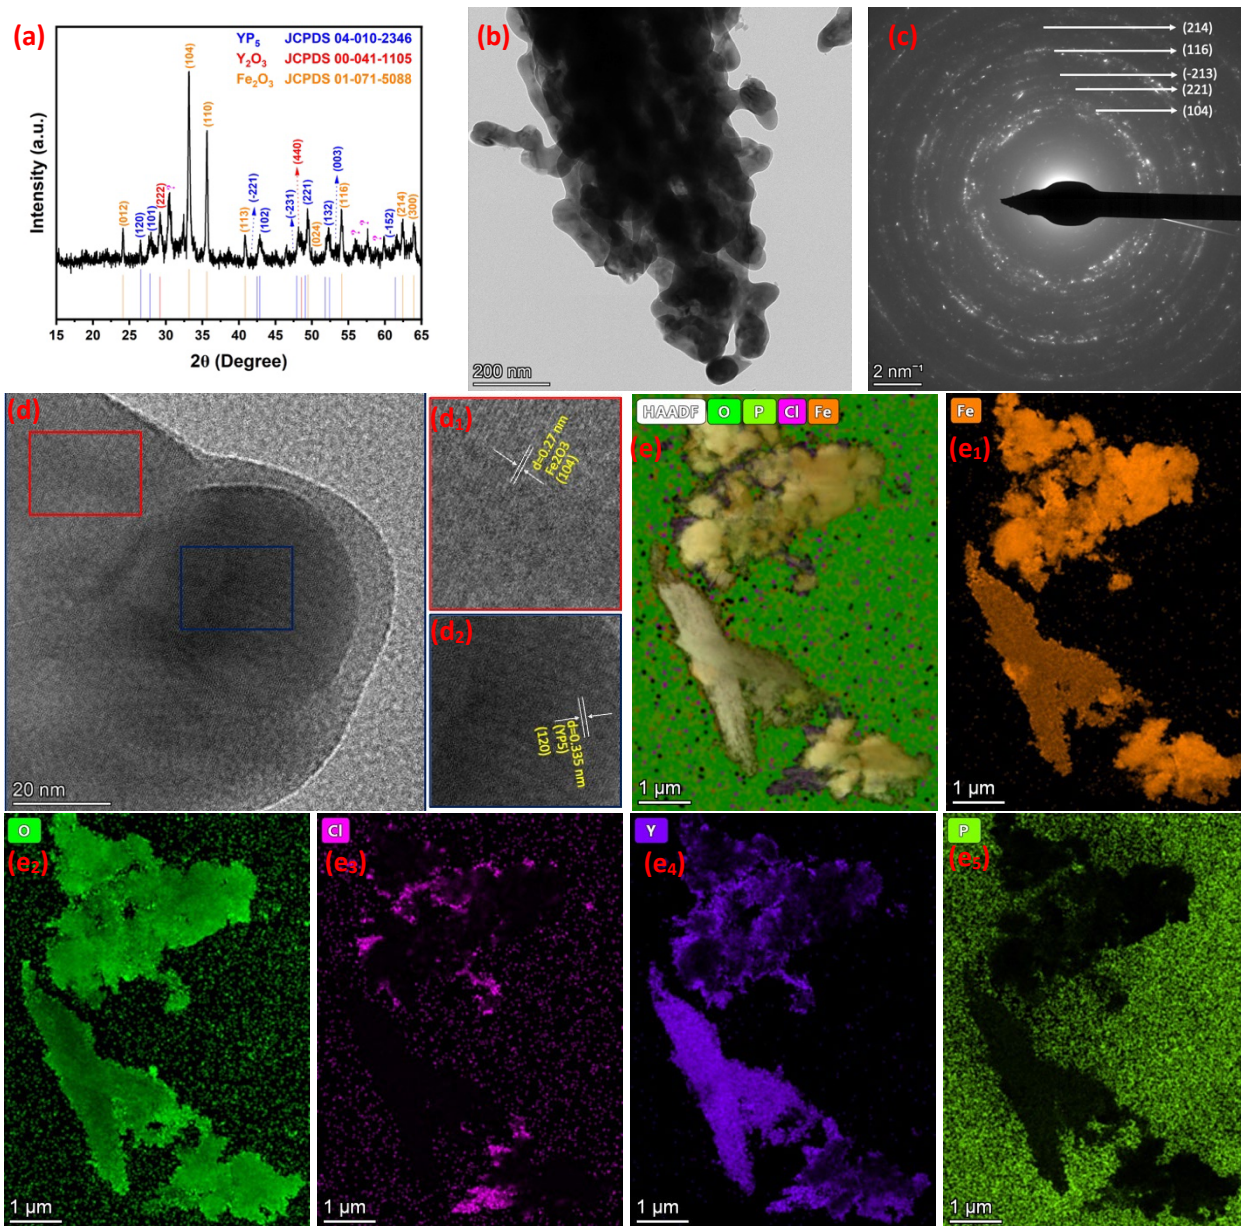 (a)
YP5 JCPDS 04-010-2346
Y2O3 JCPDS 00-041-1105
Fe2O3 JCPDS 01-071-5088
Intensity (a.u.)
(012)
(120)
(101)
(222)
?
(104)
(110)
(113)
(-221)
(102)
(-231)
(440)
(221)
(024)
(132)
(003)
(116)
?
?
?
(-152)
(214)
(300)
15 20 25 30 35 40 45 50 55 60 65
2θ (Degree)
(b)
200 nm
(c)
(214)
(116)
(-213)
(221)
(104)
2 nm⁻¹
(d)
20 nm
(d1)
d=0.27 nm
Fe2O3
(104)
(d2)
d=0.335 nm
(YP5)
(120)
HAADF O P Cl Fe
(e)
1 µm
Fe
(e1)
1 µm
O
(e2)
1 µm
Cl
(e3)
1 µm
Y
(e4)
1 µm
P
(e5)
1 µm